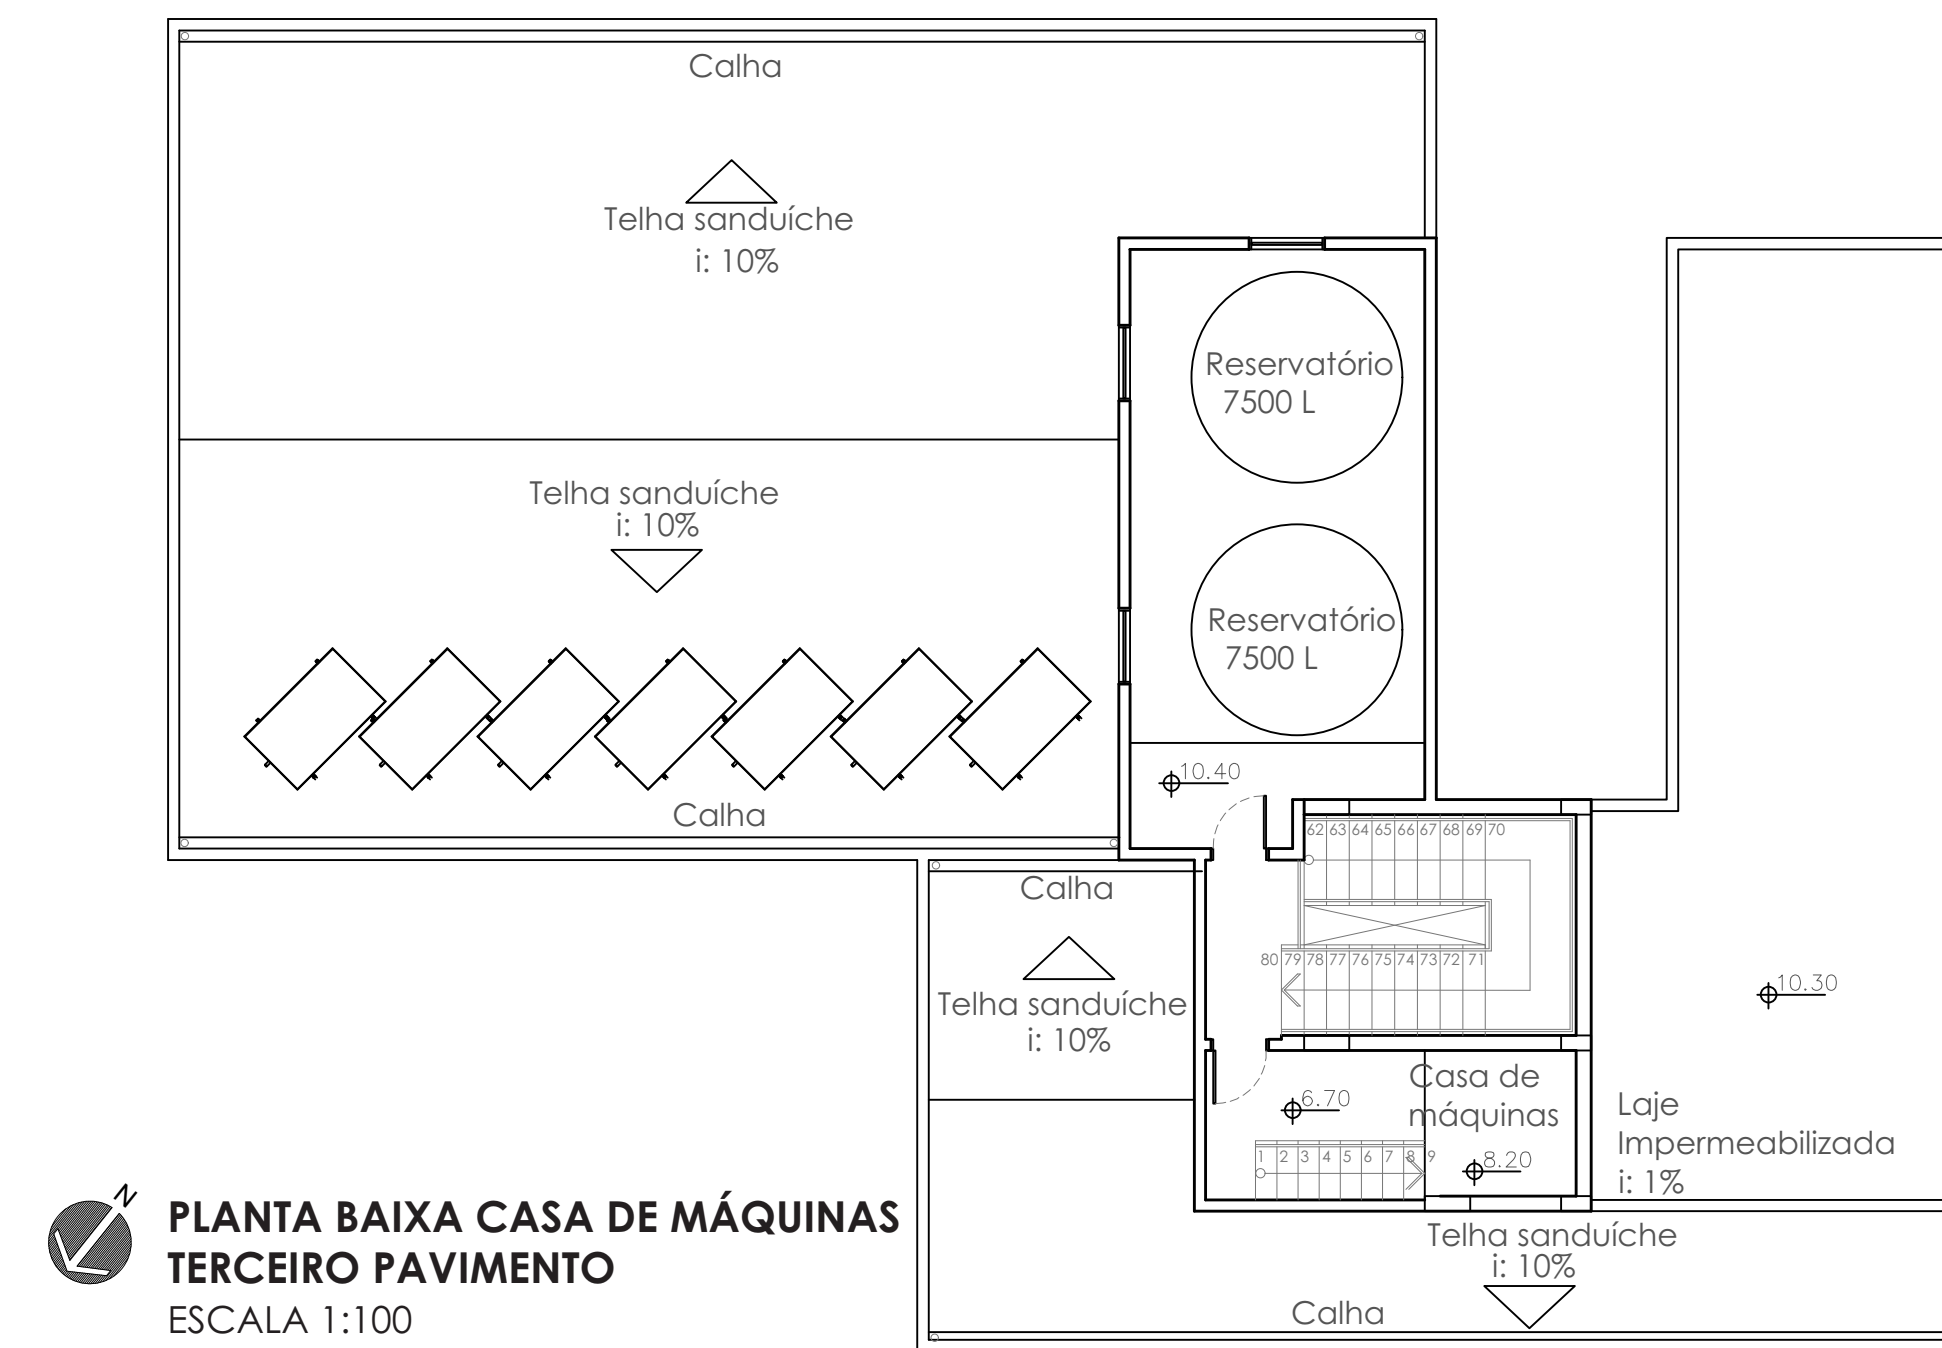 Calha
Telha sanduíche
i: 10%
Reservatório
7500 L
Telha sanduíche
i: 10%
Reservatório
7500 L
10.40
Calha
62 63 64 65 66 67 68 69 70
Calha
80 79 78 77 76 75 74 73 72 71
10.30
Telha sanduíche
i: 10%
Casa de
máquinas
6.70
Laje
Impermeabilizada
i: 1%
1 2 3 4 5 6 7 8 9
8.20
N
PLANTA BAIXA CASA DE MÁQUINAS
TERCEIRO PAVIMENTO
ESCALA 1:100
Telha sanduíche
i: 10%
Calha